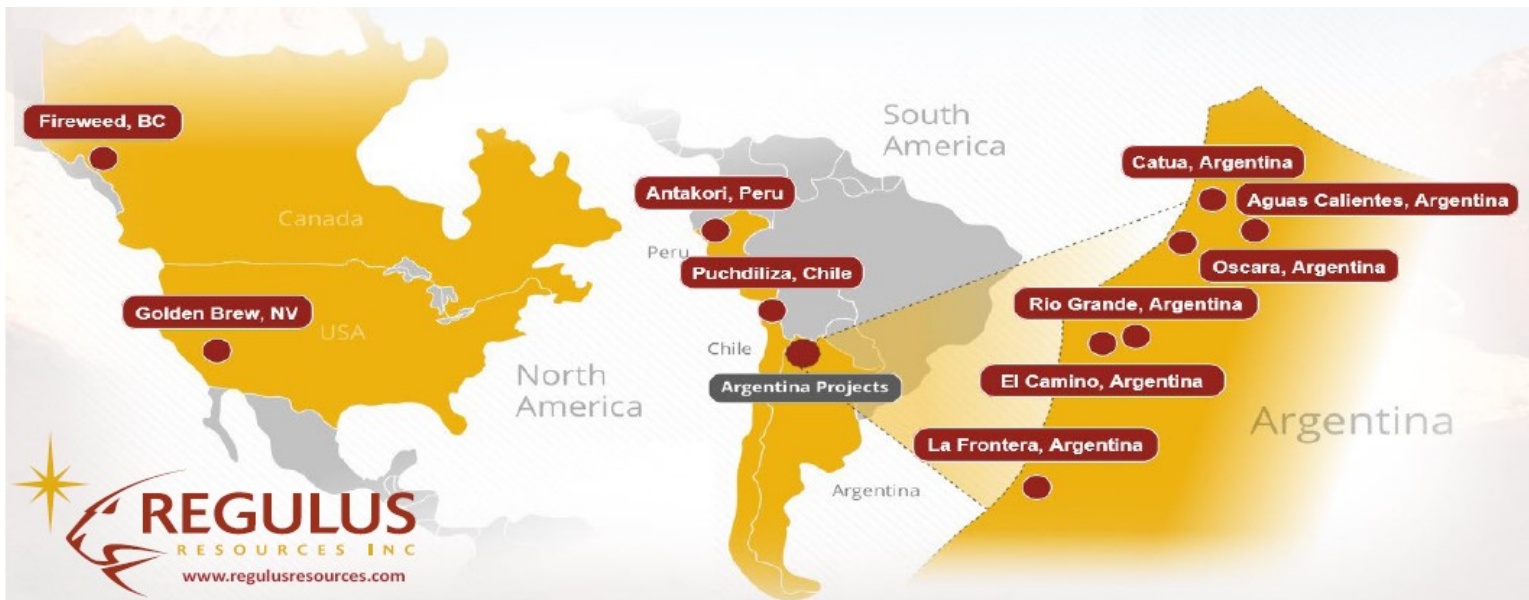 Fireweed, BC
Canada
Golden Brew, NV
USA
North
America
South
America
Antakori, Peru
Peru
Puchdiliza, Chile
Chile
Argentina Projects
Argentina
Catua, Argentina
Aguas Calientes, Argentina
Oscara, Argentina
Rio Grande, Argentina
El Camino, Argentina
La Frontera, Argentina
Argentina
REGULUS
RESOURCES INC
www.regulusresources.com